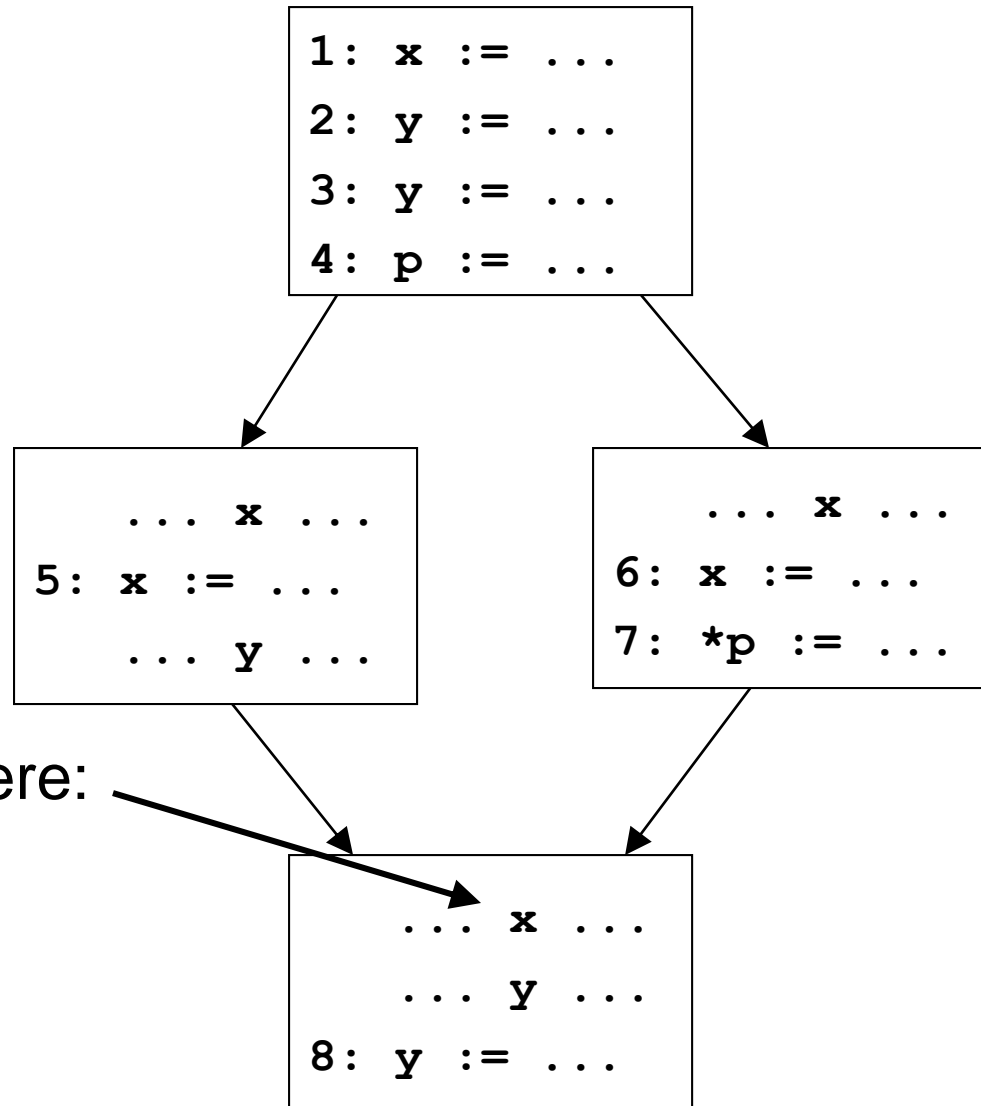 1: x := ...
2: y := ...
3: y := ...
4: p := ...
... x ...
5: x := ...
... y ...
... x ...
6: x := ...
7: *p := ...
ere:
... x ...
... y ...
8: y := ...